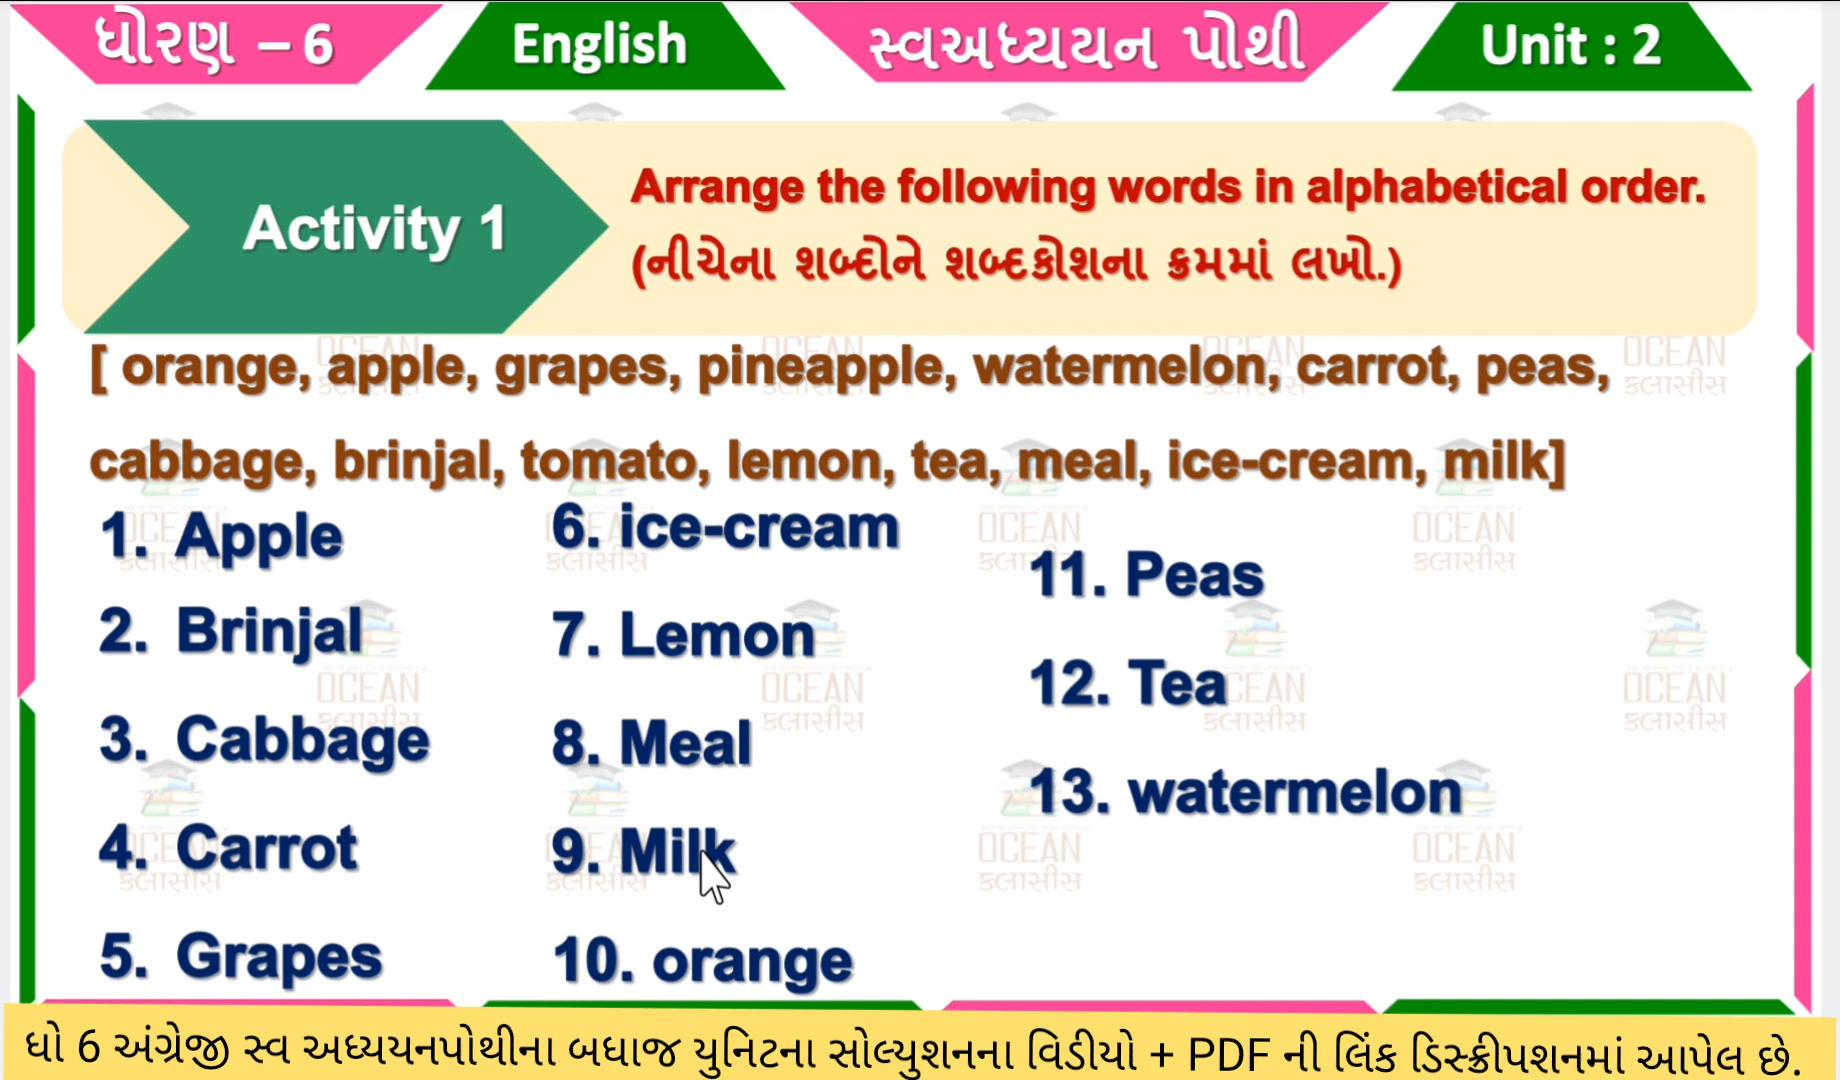 ધોરણ – 6
English
સ્વઅધ્યયન પોથી
Unit : 2
Activity 1
Arrange the following words in alphabetical order.
(નીચેના શબ્દોને શબ્દકોશના ક્રમમાં લખો.)
[ orange, apple, grapes, pineapple, watermelon, carrot, peas,
cabbage, brinjal, tomato, lemon, tea, meal, ice-cream, milk]
1. Apple
2. Brinjal
3. Cabbage
4. Carrot
5. Grapes
6. ice-cream
7. Lemon
8. Meal
9. Milk
10. orange
11. Peas
12. Tea
13. watermelon
OCEAN
ક્લાસીસ
ધો 6 અંગ્રેજી સ્વ અધ્યયનપોથીના બધાજ યુનિટના સોલ્યુશનના વિડીયો + PDF ની લિંક ડિસ્ક્રીપશનમાં આપેલ છે.